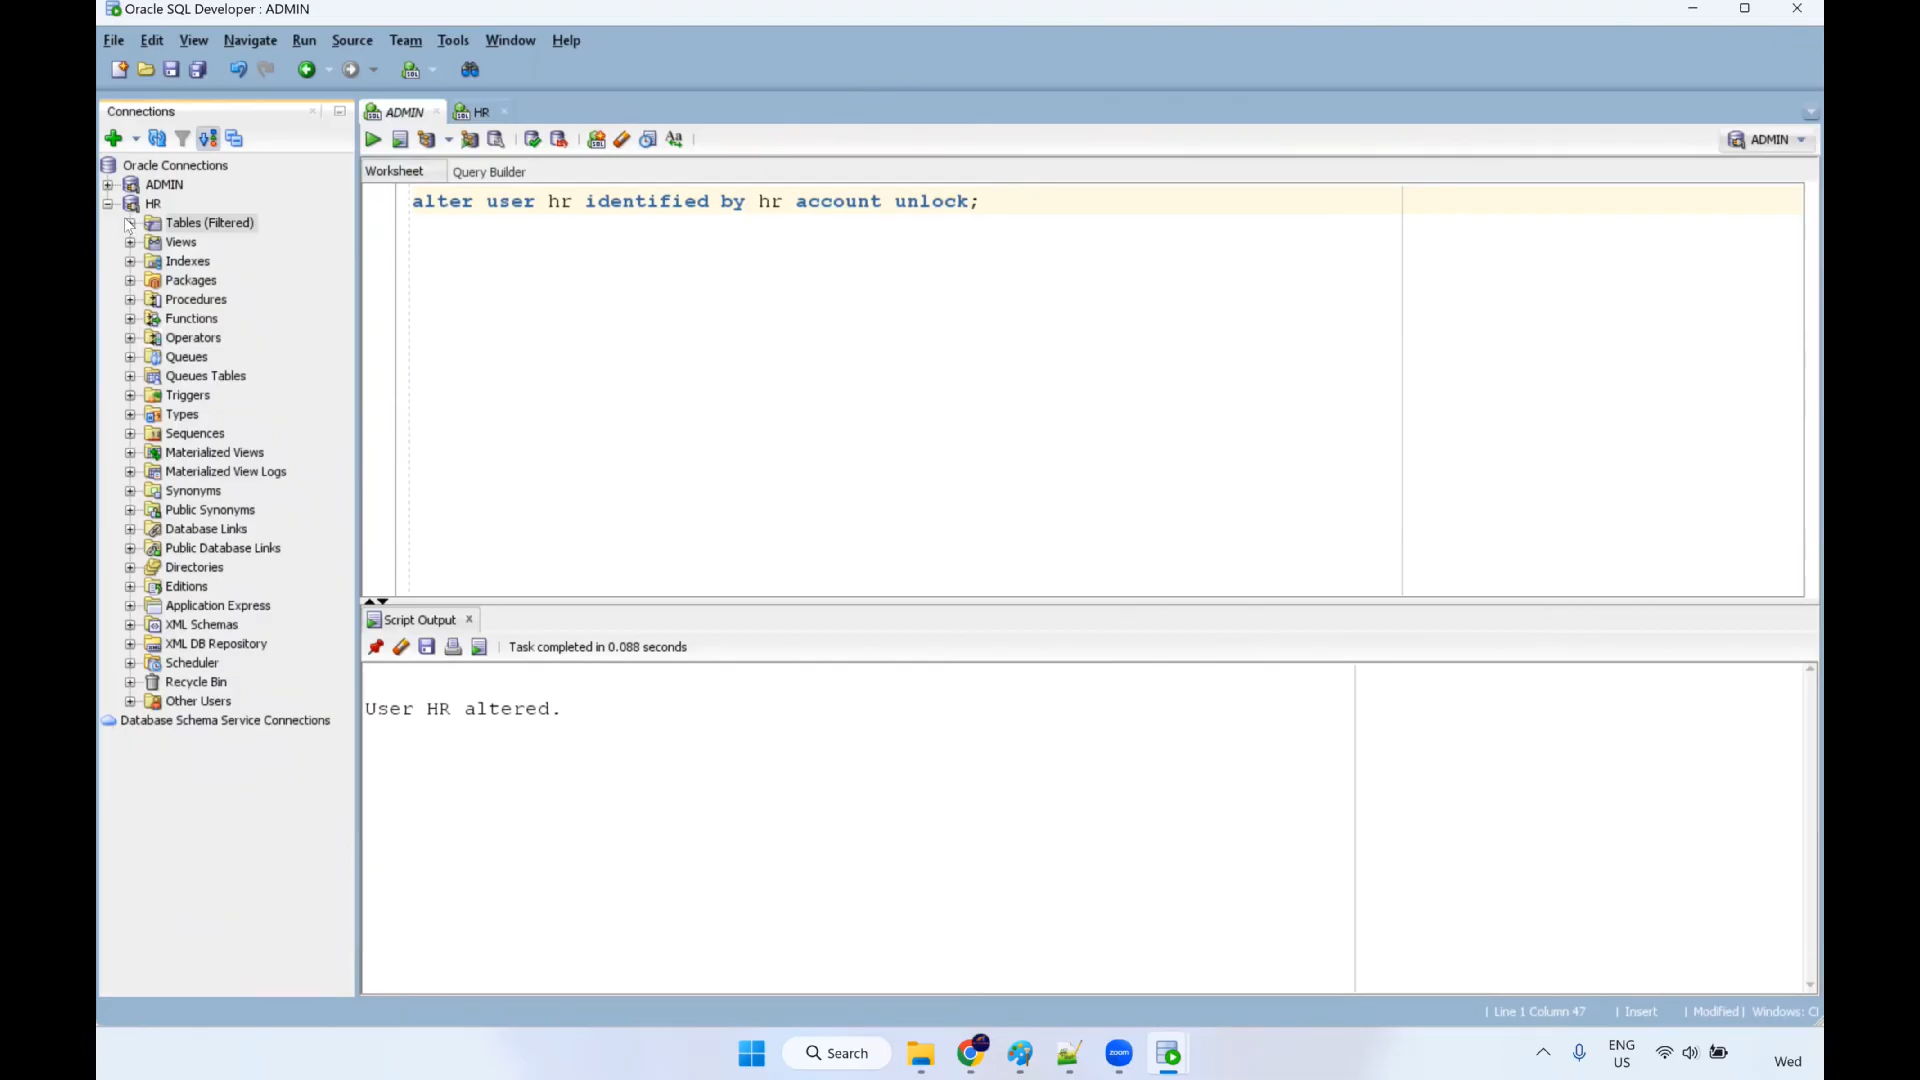 Oracle SQL Developer : ADMIN
File Edit View Navigate Run Source Team Tools Window Help
Connections
ADMIN
HR
ADMIN
Worksheet
Query Builder
Oracle Connections
ADMIN
HR
Tables (Filtered)
Views
Indexes
Packages
Procedures
Functions
Operators
Queues
Queues Tables
Triggers
Types
Sequences
Materialized Views
Materialized View Logs
Synonyms
Public Synonyms
Database Links
Public Database Links
Directories
Editions
Application Express
XML Schemas
XML DB Repository
Scheduler
Recycle Bin
Other Users
Database Schema Service Connections
alter user hr identified by hr account unlock;
Script Output
Task completed in 0.088 seconds
User HR altered.
Line 1 Column 47 | Insert | Modified | Windows: Cl
Search
zoom
ENG
US
Wed